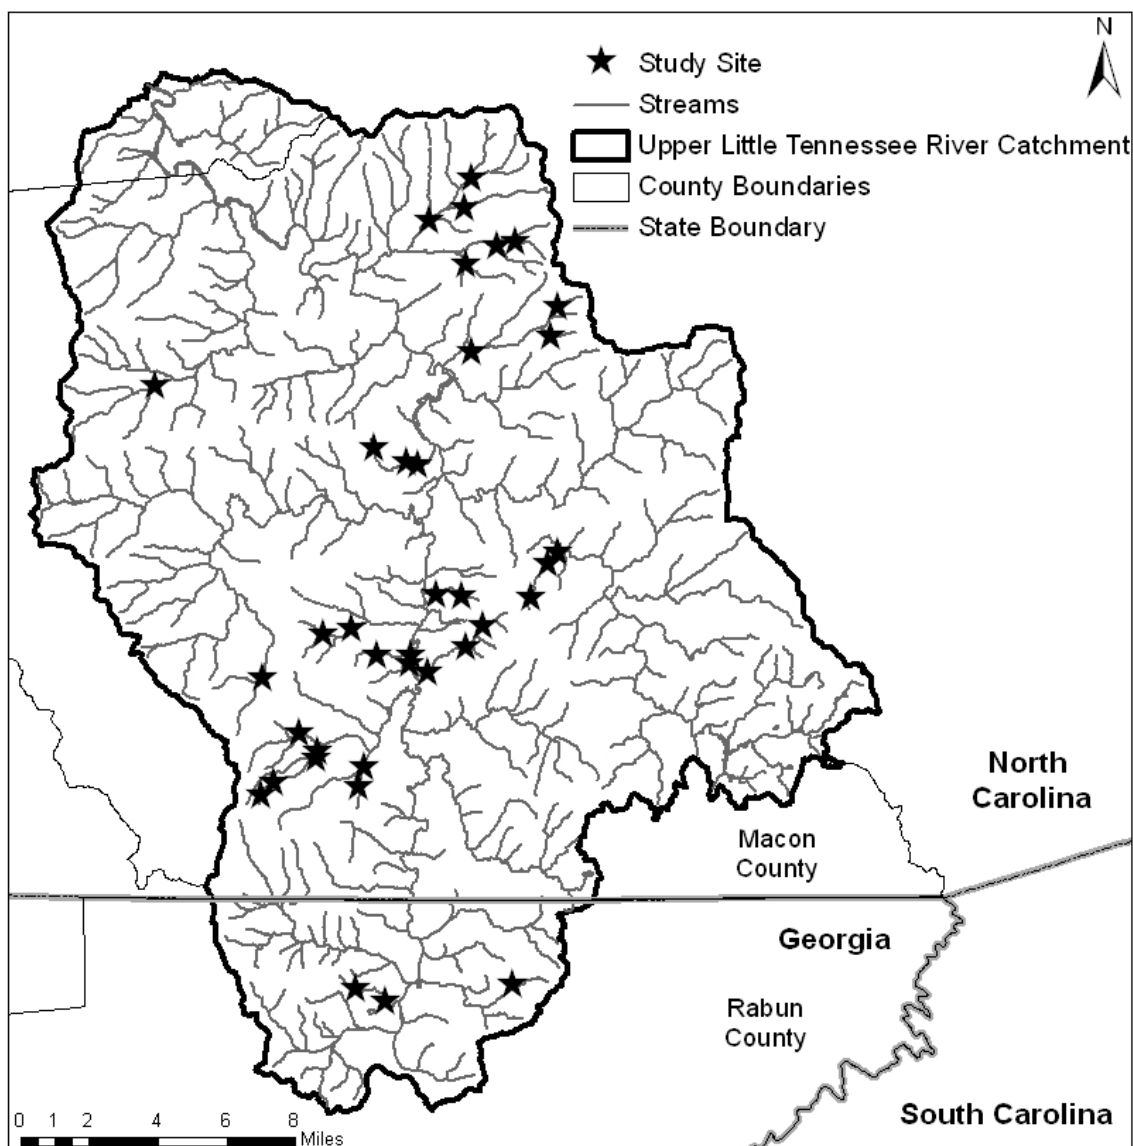 N
Study Site
Streams
Upper Little Tennessee River Catchment
County Boundaries
State Boundary
North
Carolina
Macon
County
Georgia
Rabun
County
South Carolina
0 1 2 4 6 8
Miles